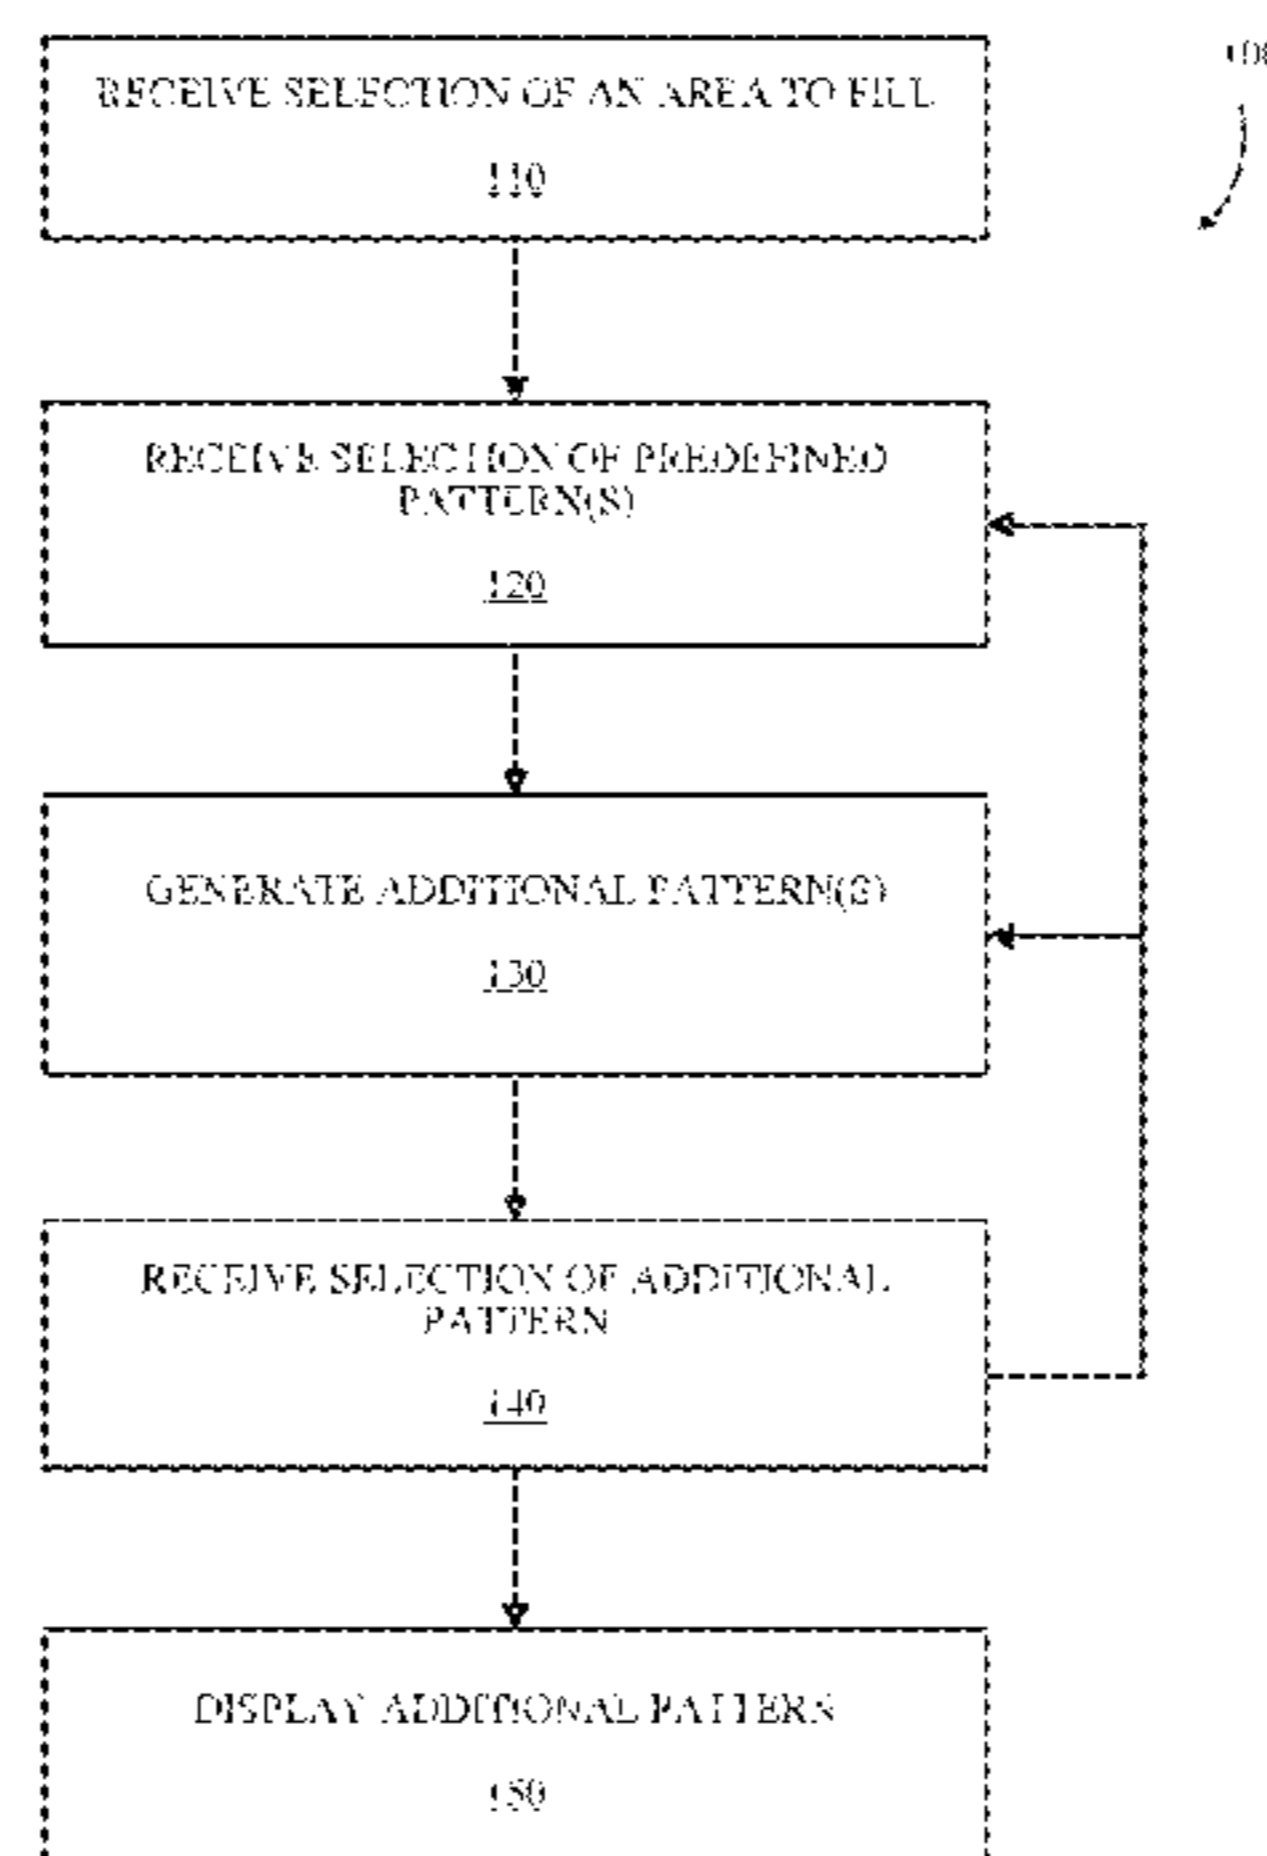 RECEIVE SELECTION OF AN AREA TO FILL
110
RECEIVE SELECTION OF PREDEFINED
PATTERN(S)
120
GENERATE ADDITIONAL PATTERN(S)
130
RECEIVE SELECTION OF ADDITIONAL
PATTERN
140
DISPLAY ADDITIONAL PATTERN
150